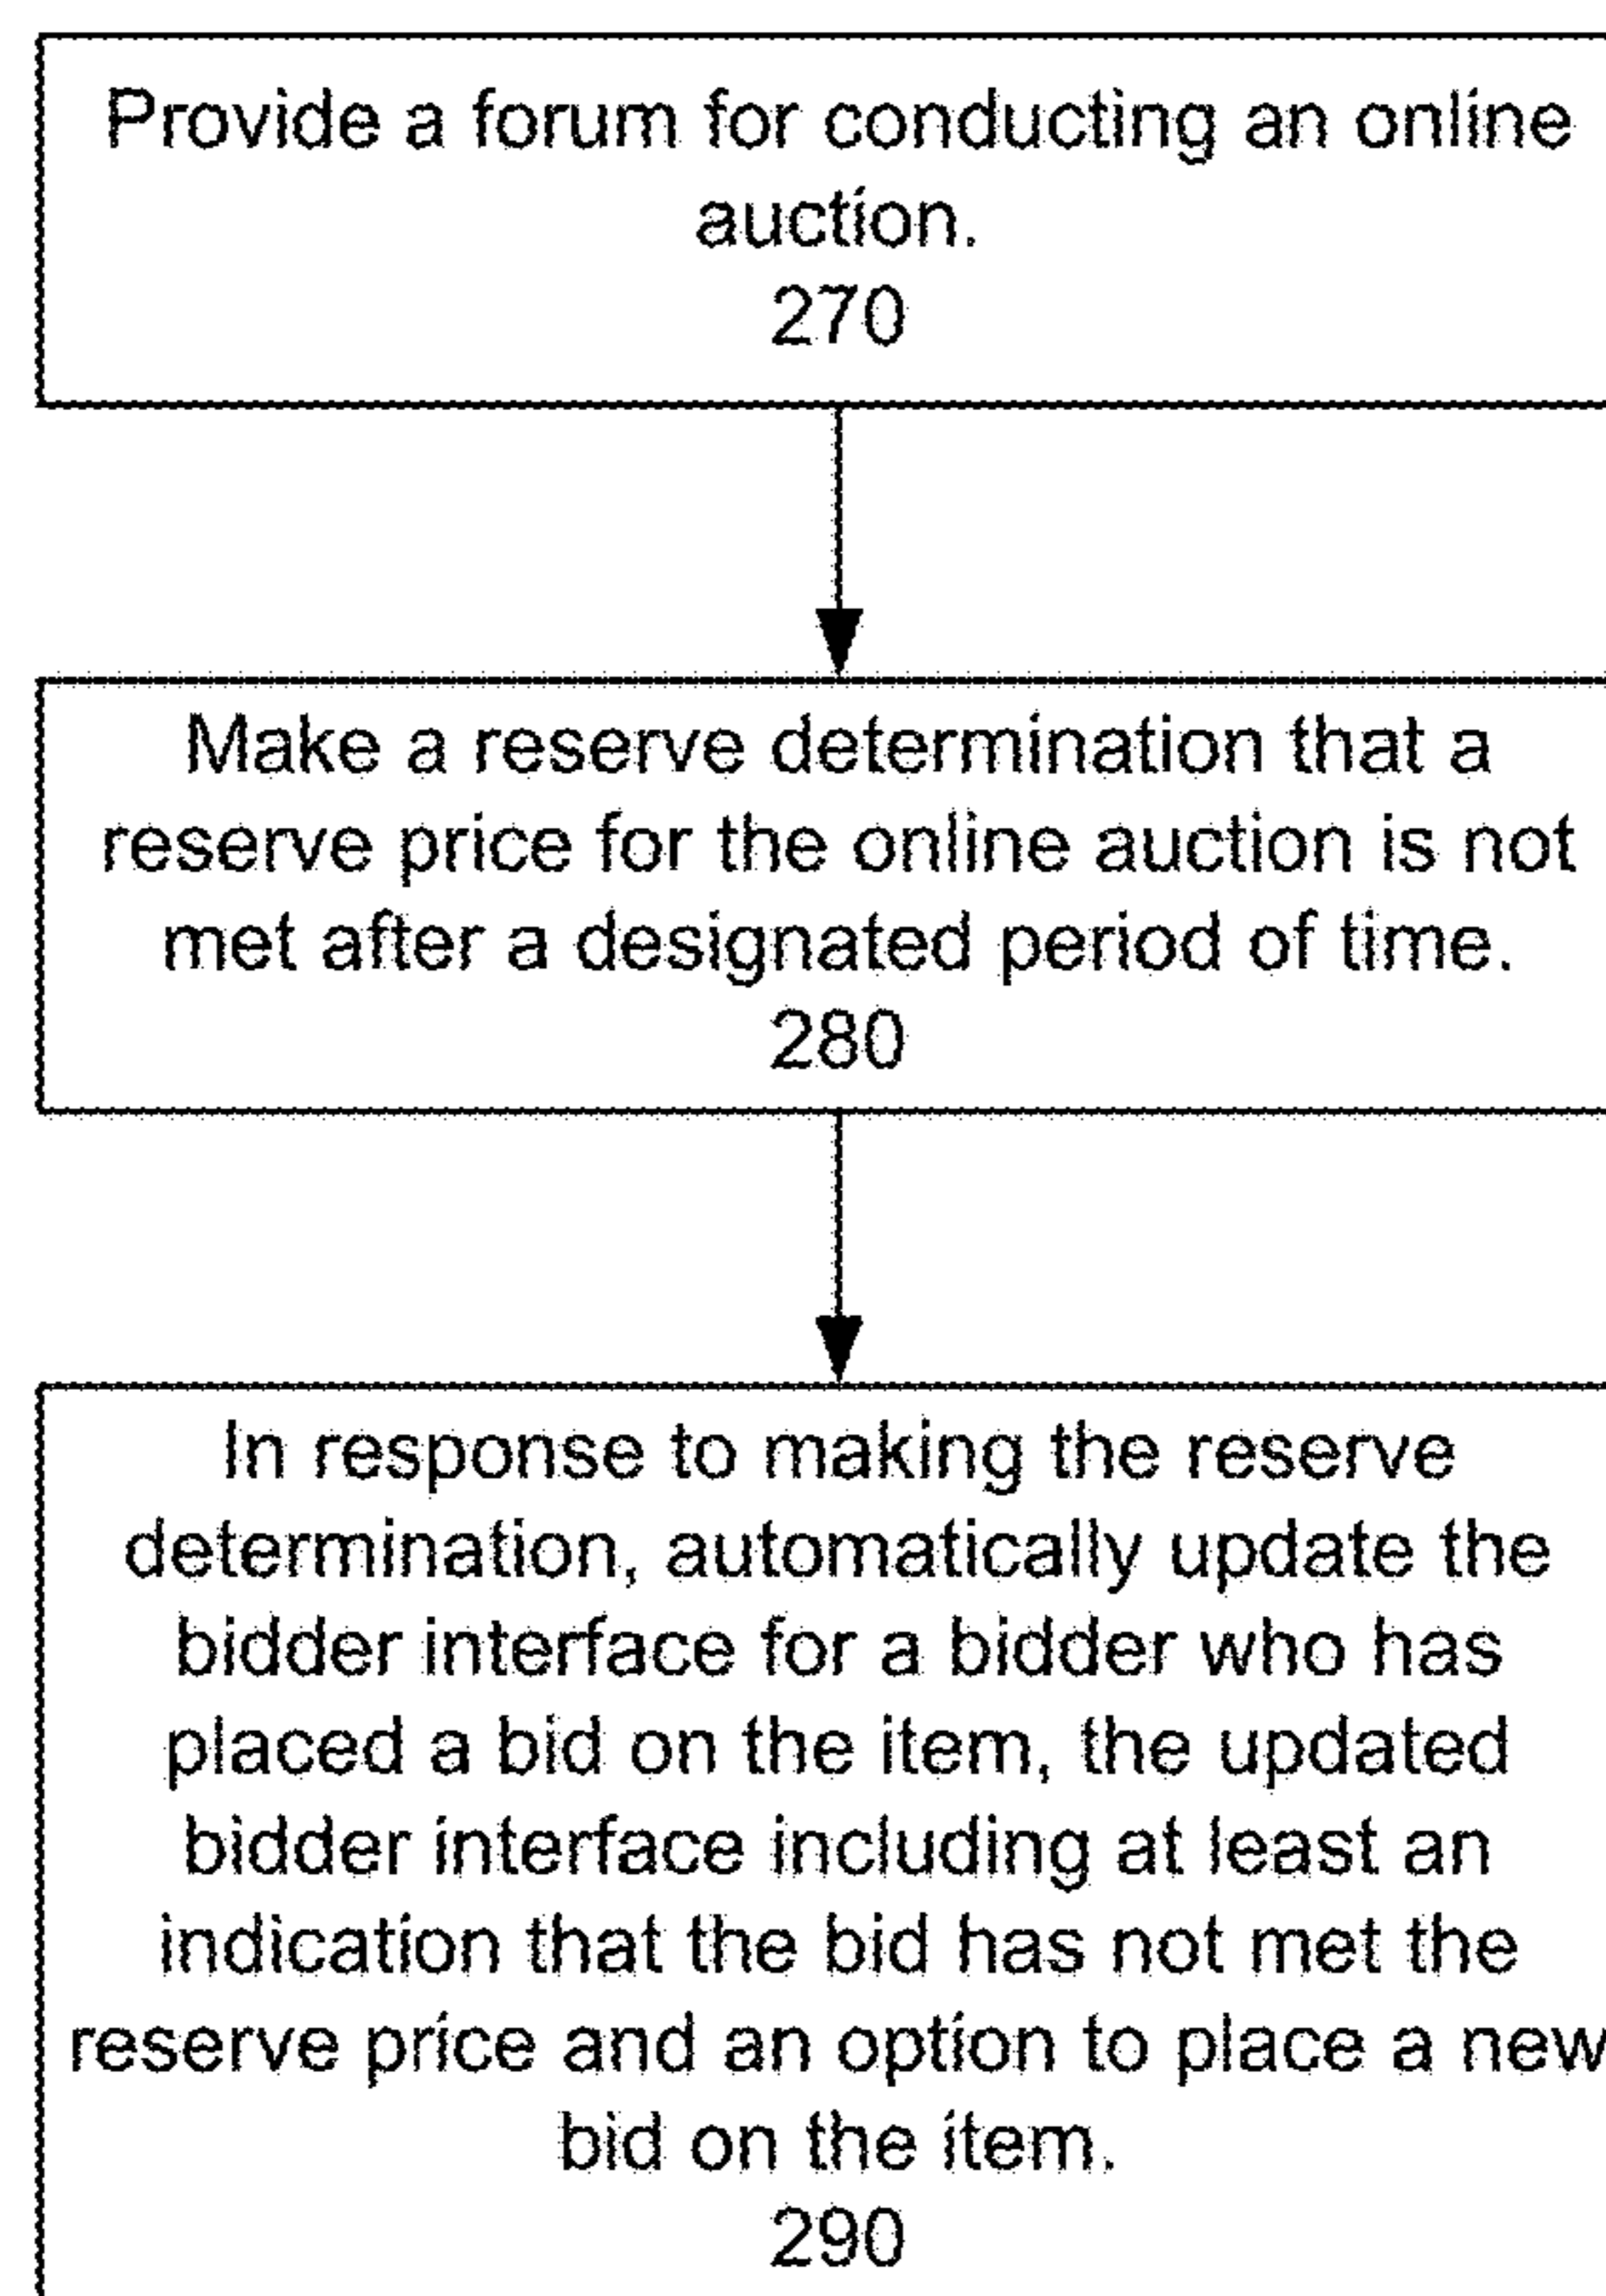 Provide a forum for conducting an online
auction.
270
Make a reserve determination that a
reserve price for the online auction is not
met after a designated period of time.
280
In response to making the reserve
determination, automatically update the
bidder interface for a bidder who has
placed a bid on the item, the updated
bidder interface including at least an
indication that the bid has not met the
reserve price and an option to place a new
bid on the item.
290